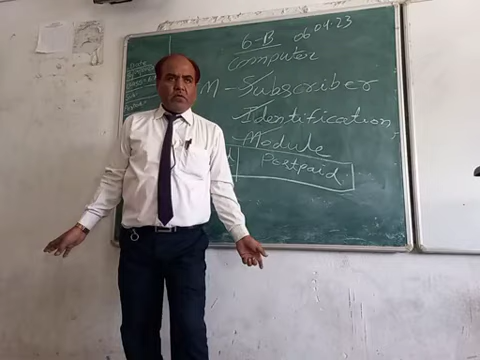 6-B 06.04.23
Computer
M - Subscriber
Identification
Module
Postpaid.